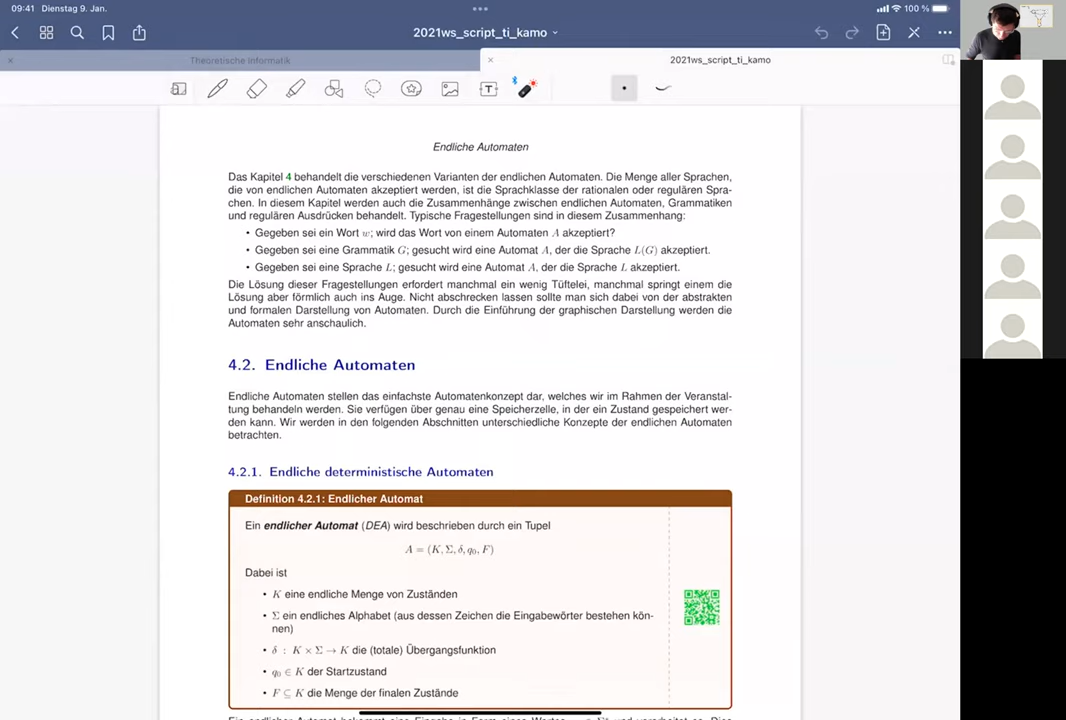 09:41 Dienstag 9. Jan.
100 %
2021ws_script_ti_kamo
Theoretische Informatik
2021ws_script_ti_kamo
Endliche Automaten
Das Kapitel 4 behandelt die verschiedenen Varianten der endlichen Automaten. Die Menge aller Sprachen,
die von endlichen Automaten akzeptiert werden, ist die Sprachklasse der rationalen oder regulären Spra-
chen. In diesem Kapitel werden auch die Zusammenhänge zwischen endlichen Automaten, Grammatiken
und regulären Ausdrücken behandelt. Typische Fragestellungen sind in diesem Zusammenhang:
• Gegeben sei ein Wort w; wird das Wort von einem Automaten A akzeptiert?
• Gegeben sei eine Grammatik G; gesucht wird eine Automat A, der die Sprache L(G) akzeptiert.
• Gegeben sei eine Sprache L; gesucht wird eine Automat A, der die Sprache L akzeptiert.
Die Lösung dieser Fragestellungen erfordert manchmal ein wenig Tüftelei, manchmal springt einem die
Lösung aber förmlich auch ins Auge. Nicht abschrecken lassen sollte man sich dabei von der abstrakten
und formalen Darstellung von Automaten. Durch die Einführung der graphischen Darstellung werden die
Automaten sehr anschaulich.
4.2. Endliche Automaten
Endliche Automaten stellen das einfachste Automatenkonzept dar, welches wir im Rahmen der Veranstal-
tung behandeln werden. Sie verfügen über genau eine Speicherzelle, in der ein Zustand gespeichert wer-
den kann. Wir werden in den folgenden Abschnitten unterschiedliche Konzepte der endlichen Automaten
betrachten.
4.2.1. Endliche deterministische Automaten
Definition 4.2.1: Endlicher Automat
Ein endlicher Automat (DEA) wird beschrieben durch ein Tupel
A = (K, Σ, δ, q₀, F)
Dabei ist
• K eine endliche Menge von Zuständen
• Σ ein endliches Alphabet (aus dessen Zeichen die Eingabewörter bestehen kön-
nen)
• δ : K × Σ → K die (totale) Übergangsfunktion
• q₀ ∈ K der Startzustand
• F ⊆ K die Menge der finalen Zustände